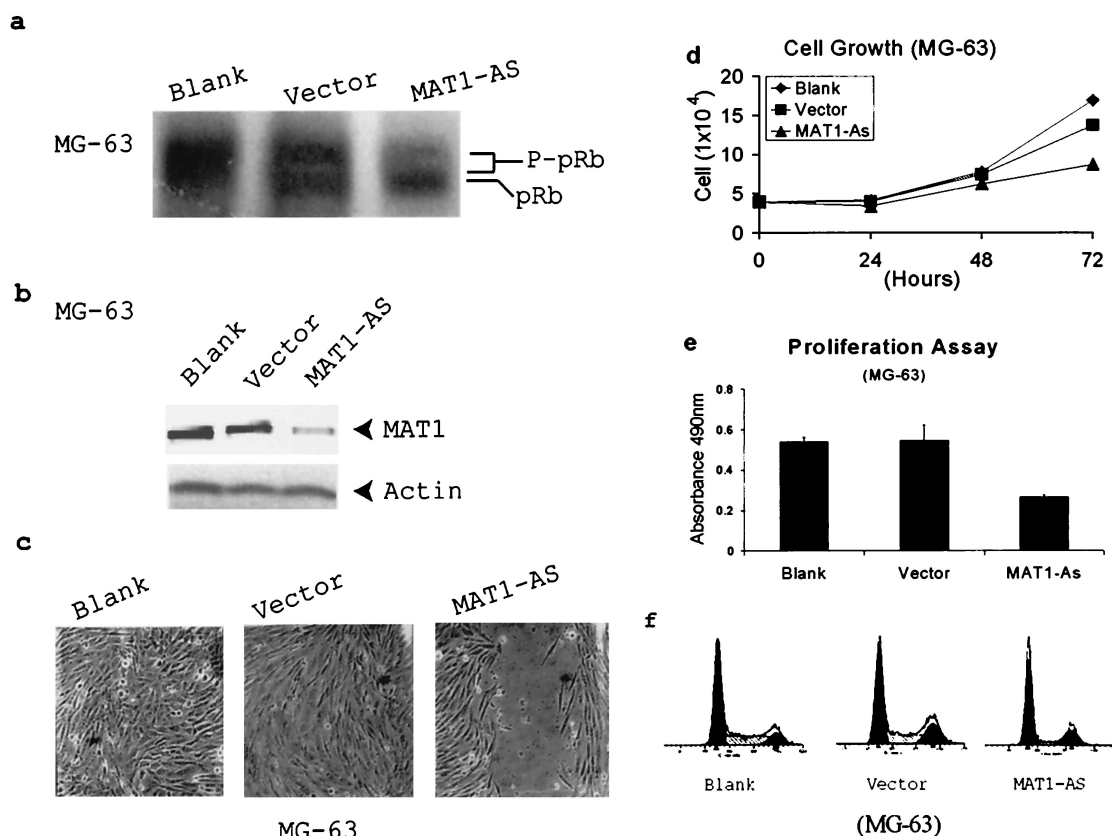 a
Blank Vector MAT1-AS
MG-63
P-pRb
pRb
b
MG-63
Blank Vector MAT1-AS
MAT1
Actin
c
Blank Vector MAT1-AS
MG-63
d
Cell Growth (MG-63)
Cell (1x10⁴)
20
15
10
5
0
Blank
Vector
MAT1-As
0 24 48 72
(Hours)
e
Proliferation Assay
(MG-63)
Absorbance 490nm
0.8
0.6
0.4
0.2
0
Blank Vector MAT1-As
f
Blank Vector MAT1-AS
(MG-63)